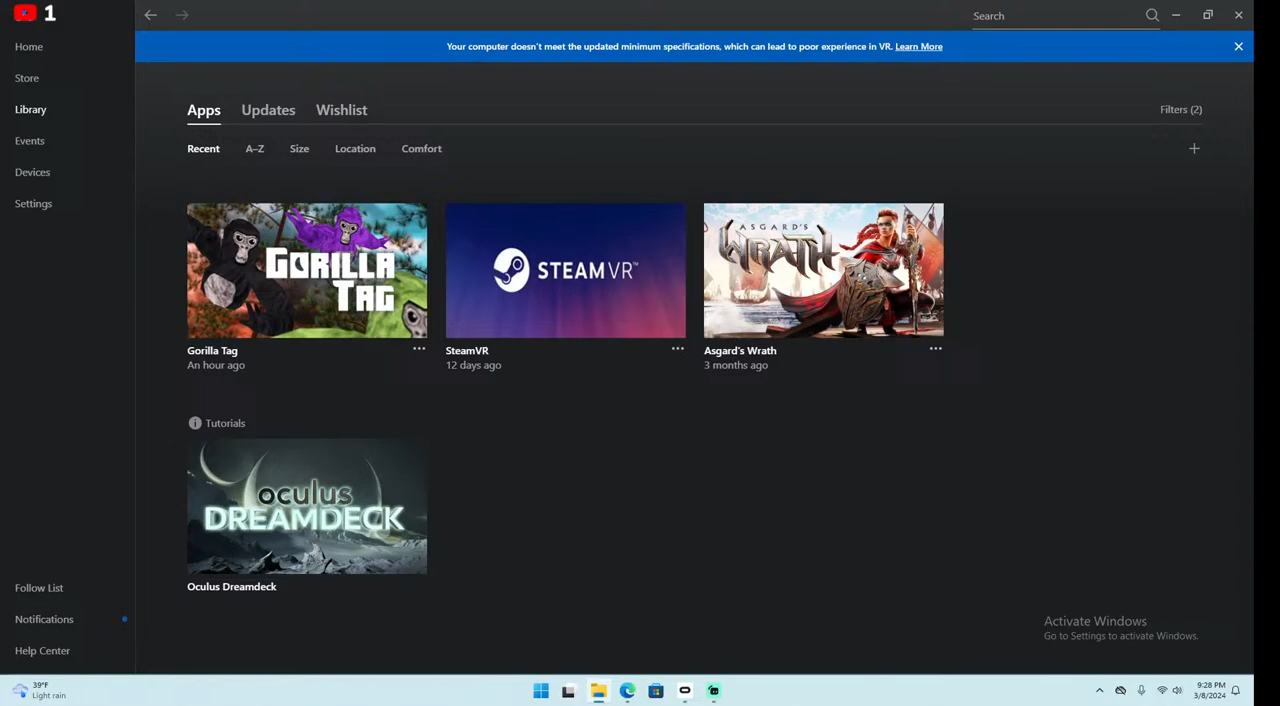 1
Search
Home
Store
Library
Events
Devices
Settings
Follow List
Notifications
Help Center
Your computer doesn't meet the updated minimum specifications, which can lead to poor experience in VR. Learn More
Apps Updates Wishlist
Filters (2)
Recent A–Z Size Location Comfort
GORILLA
TAG
STEAMVR™
ASGARD'S
WRATH
Gorilla Tag
An hour ago
SteamVR
12 days ago
Asgard's Wrath
3 months ago
Tutorials
oculus
DREAMDECK
Oculus Dreamdeck
Activate Windows
Go to Settings to activate Windows.
39°F
Light rain
9:28 PM
3/8/2024